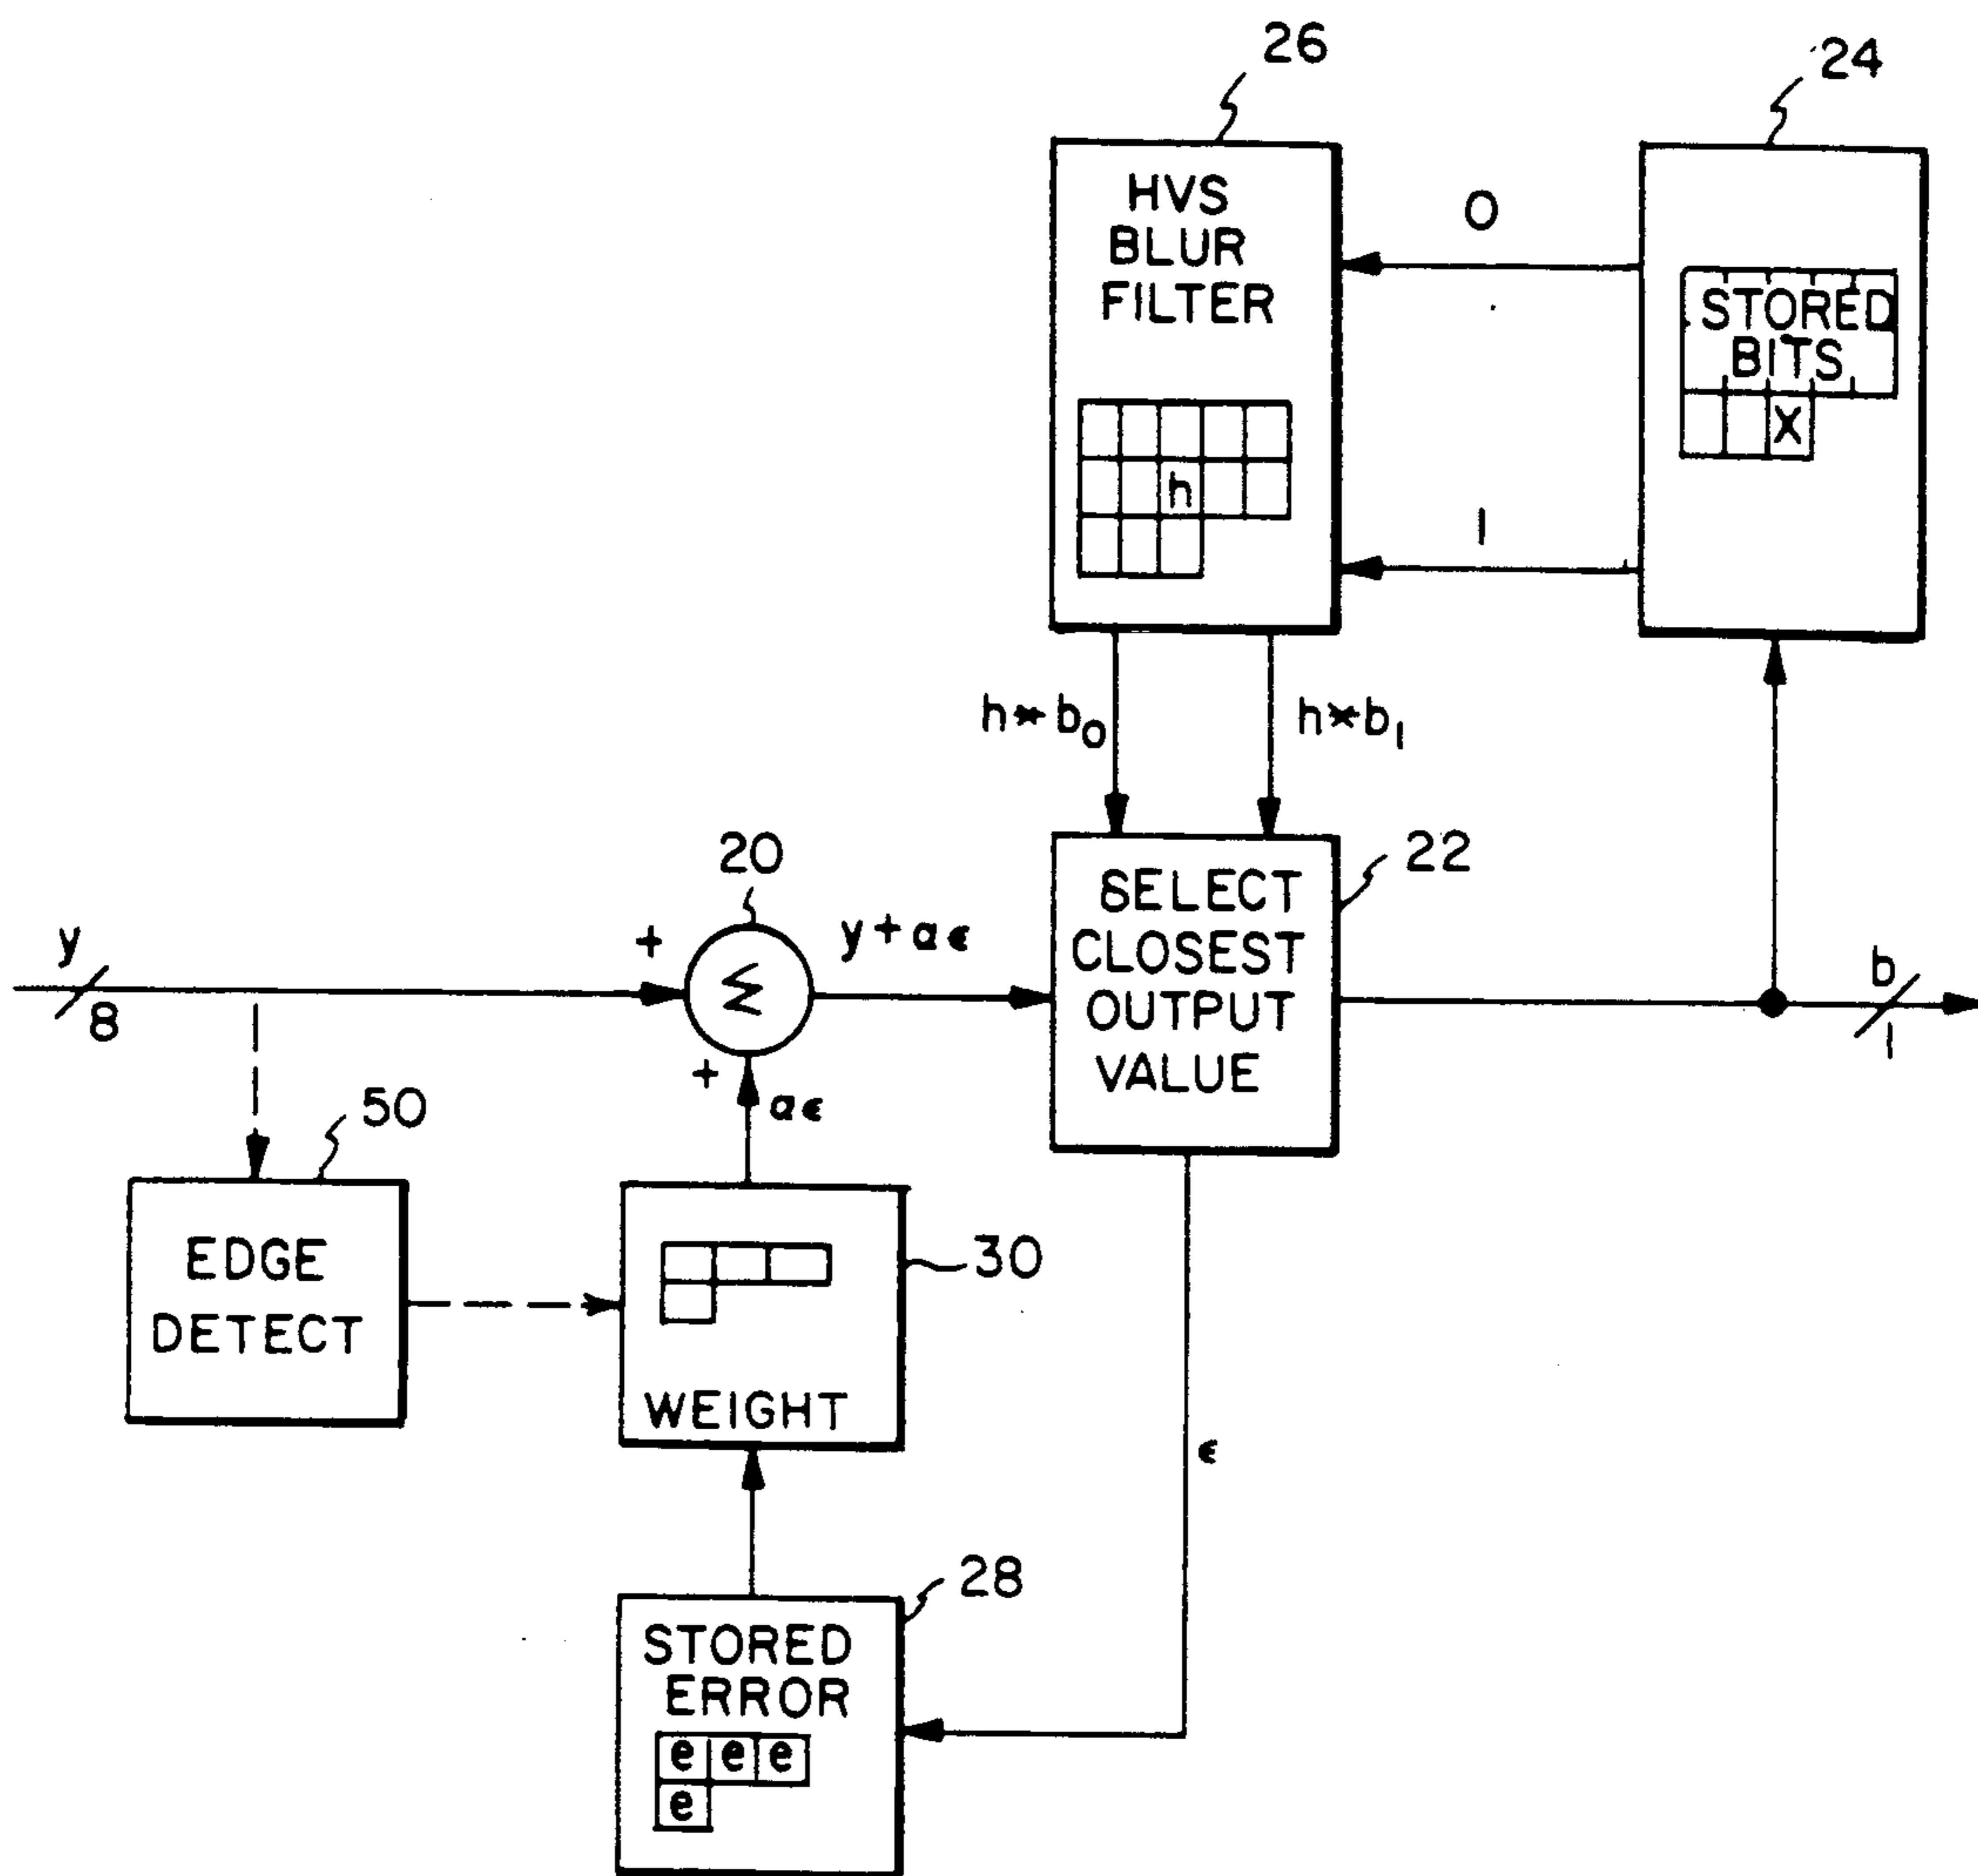 26
24
HVS
BLUR
FILTER
h
0
1
STORED
BITS
X
h*b₀
h*b₁
20
22
y
8
+
Σ
+
y+αϵ
αϵ
SELECT
CLOSEST
OUTPUT
VALUE
b
1
50
EDGE
DETECT
30
WEIGHT
ϵ
28
STORED
ERROR
e e e
e